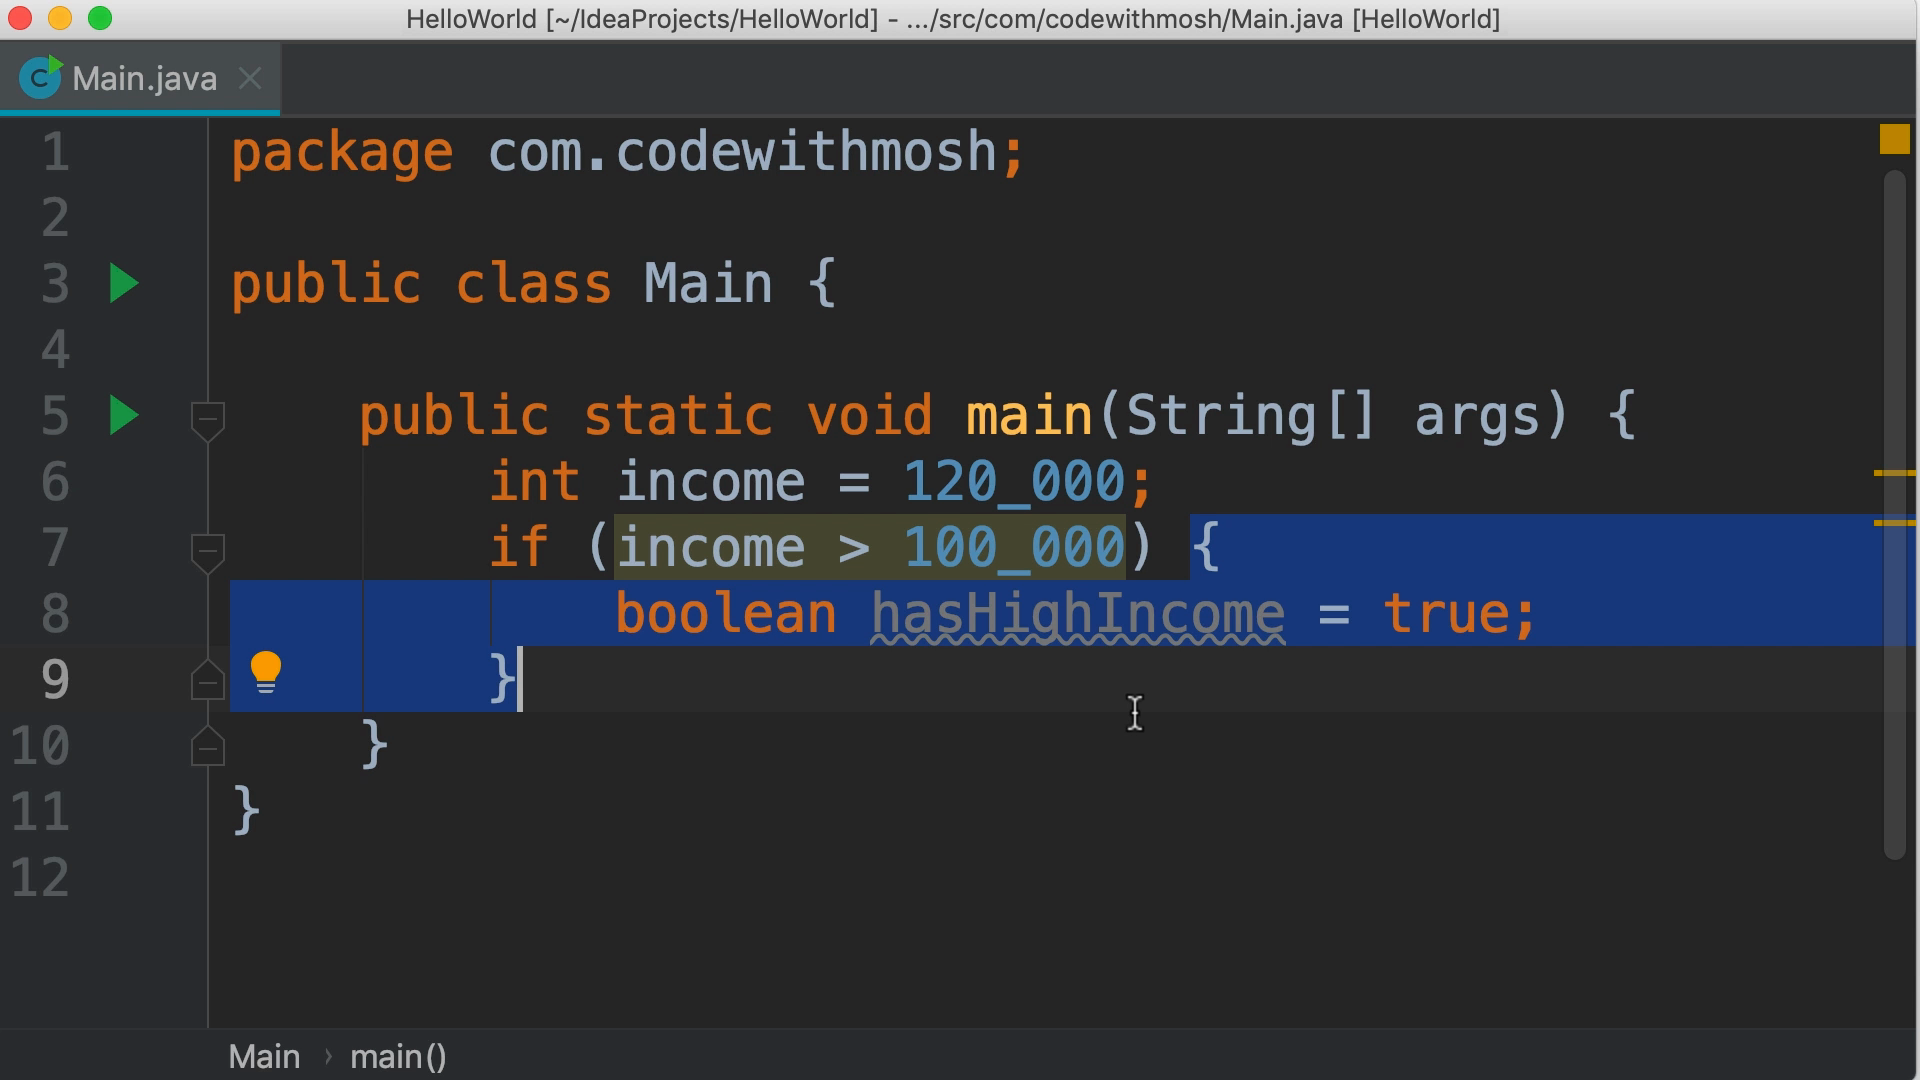 HelloWorld [~/IdeaProjects/HelloWorld] - .../src/com/codewithmosh/Main.java [HelloWorld]
C Main.java
1 package com.codewithmosh;
2
3 public class Main {
4
5 public static void main(String[] args) {
6 int income = 120_000;
7 if (income > 100_000) {
8 boolean hasHighIncome = true;
9 }
10 }
11 }
12
Main › main()